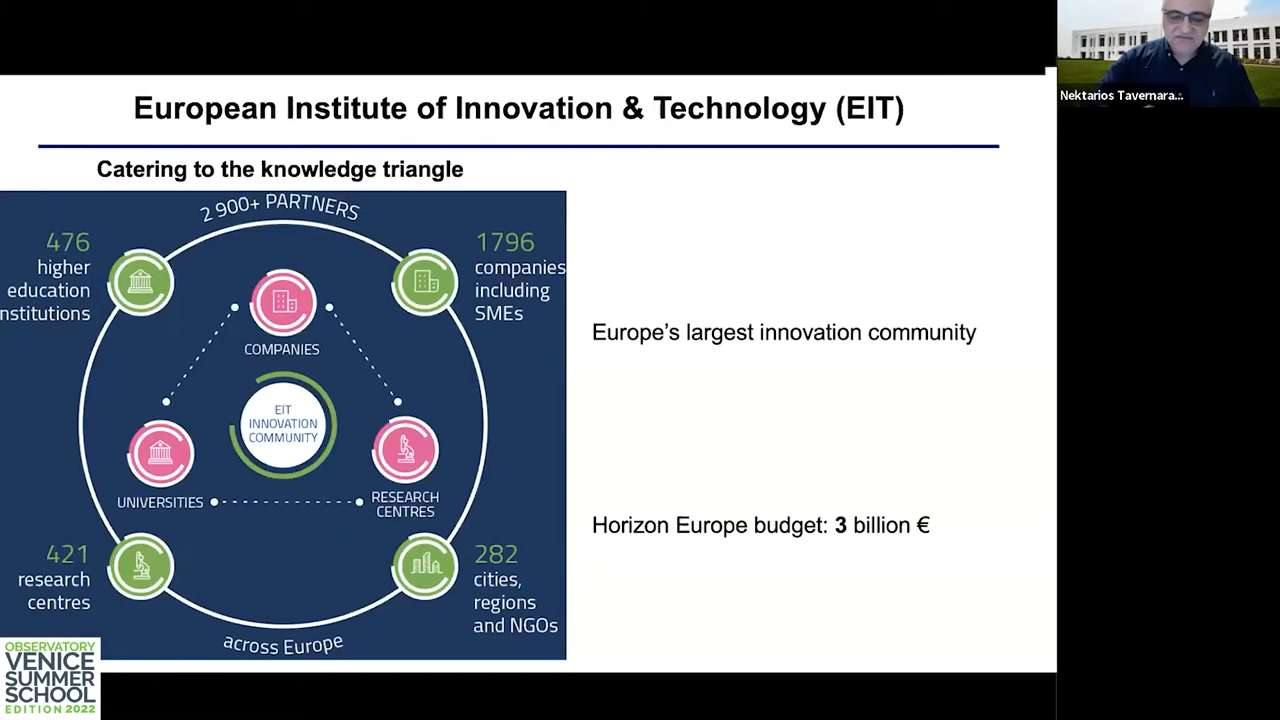 European Institute of Innovation & Technology (EIT)
Nektarios Tavernara...
Catering to the knowledge triangle
2 900+ PARTNERS
476
higher
education
nstitutions
1796
companies
including
SMEs
COMPANIES
EIT
INNOVATION
COMMUNITY
UNIVERSITIES
RESEARCH
CENTRES
421
research
centres
282
cities,
regions
and NGOs
across Europe
Europe’s largest innovation community
Horizon Europe budget: 3 billion €
OBSERVATORY
VENICE
SUMMER
SCHOOL
EDITION 2022